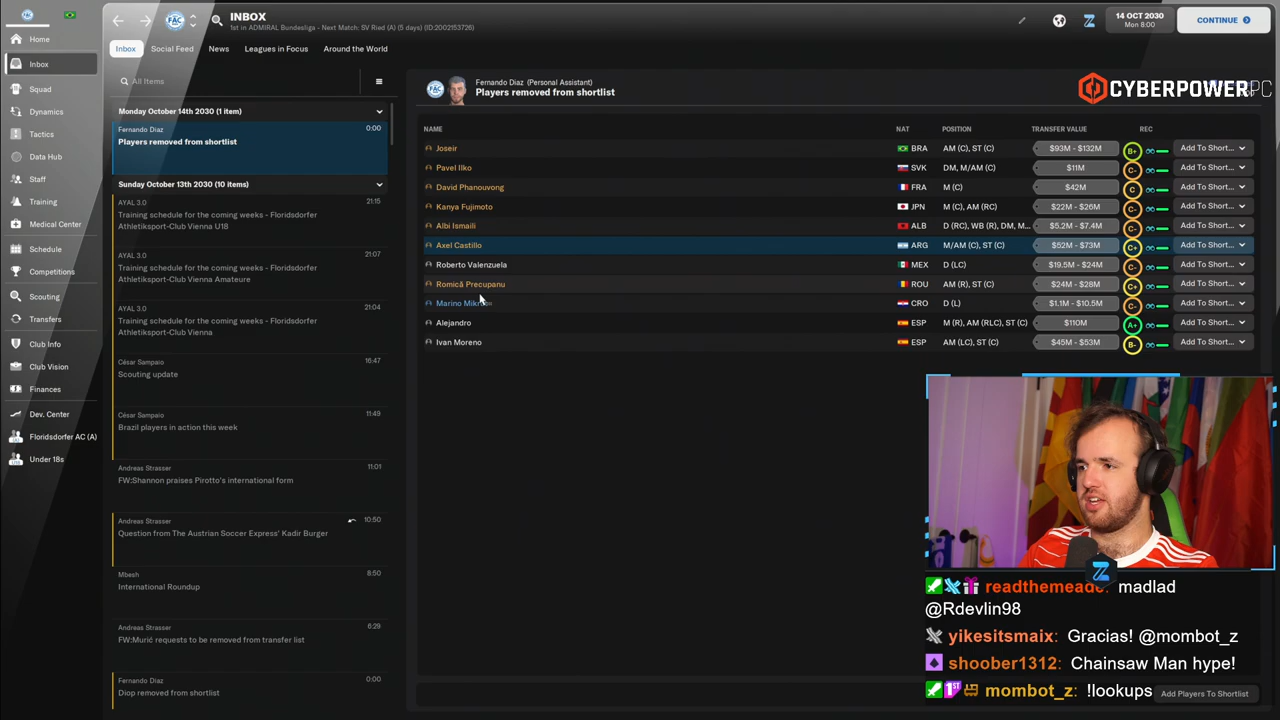 INBOX
1st in ADMIRAL Bundesliga - Next Match: SV Ried (A) (5 days) (ID:2002153726)
14 OCT 2030
Mon 8:00
CONTINUE
Home
Inbox
Squad
Dynamics
Tactics
Data Hub
Staff
Training
Medical Center
Schedule
Competitions
Scouting
Transfers
Club Info
Club Vision
Finances
Dev. Center
Floridsdorfer AC (A)
Under 18s
Inbox
Social Feed
News
Leagues in Focus
Around the World
All Items
Monday October 14th 2030 (1 item)
Fernando Diaz 0:00
Players removed from shortlist
Sunday October 13th 2030 (10 items)
AYAL 3.0 21:15
Training schedule for the coming weeks - Floridsdorfer
Athletiksport-Club Vienna U18
AYAL 3.0 21:07
Training schedule for the coming weeks - Floridsdorfer
Athletiksport-Club Vienna Amateure
AYAL 3.0 21:04
Training schedule for the coming weeks - Floridsdorfer
Athletiksport-Club Vienna
César Sampaio 16:47
Scouting update
César Sampaio 11:49
Brazil players in action this week
Andreas Strasser 11:01
FW:Shannon praises Pirotto's international form
Andreas Strasser 10:50
Question from The Austrian Soccer Express' Kadir Burger
Mbesh 8:50
International Roundup
Andreas Strasser 6:29
FW:Murić requests to be removed from transfer list
Fernando Diaz 0:00
Diop removed from shortlist
Fernando Diaz (Personal Assistant)
Players removed from shortlist
CYBERPOWERPC
NAME NAT POSITION TRANSFER VALUE REC
Joseir BRA AM (C), ST (C) $93M - $132M B+ Add To Short...
Pavel Ilko SVK DM, M/AM (C) $11M C- Add To Short...
David Phanouvong FRA M (C) $42M C Add To Short...
Kanya Fujimoto JPN M (C), AM (RC) $22M - $26M C- Add To Short...
Albi Ismaili ALB D (RC), WB (R), DM, M... $5.2M - $7.4M C- Add To Short...
Axel Castillo ARG M/AM (C), ST (C) $52M - $73M C+ Add To Short...
Roberto Valenzuela MEX D (LC) $19.5M - $24M C- Add To Short...
Romică Precupanu ROU AM (R), ST (C) $24M - $28M C+ Add To Short...
Marino CRO D (L) $1.1M - $10.5M C- Add To Short...
Alejandro ESP M (R), AM (RLC), ST (C) $110M A+ Add To Short...
Ivan Moreno ESP AM (LC), ST (C) $45M - $53M B- Add To Short...
readthemeado: madlad
@Rdevlin98
yikesitsmaix: Gracias! @mombot_z
shoober1312: Chainsaw Man hype!
mombot_z: !lookups
Add Players To Shortlist